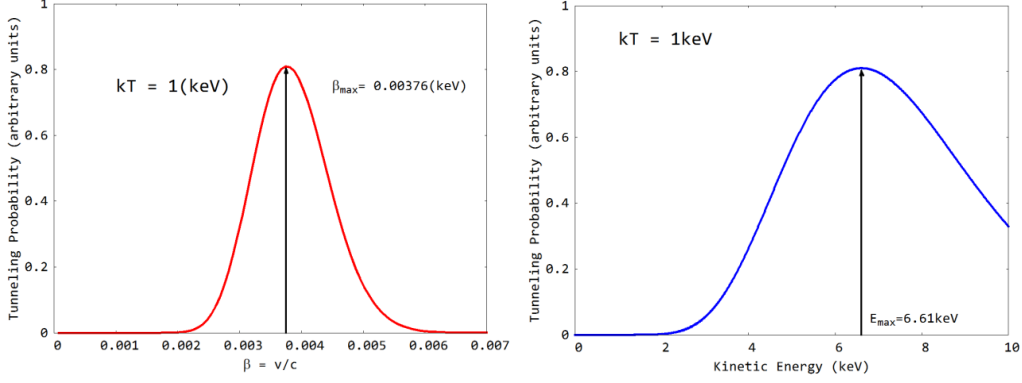 Tunneling Probability (arbitrary units)
1
0.8
0.6
0.4
0.2
0
kT = 1(keV)
βmax= 0.00376(keV)
0 0.001 0.002 0.003 0.004 0.005 0.006 0.007
β = v/c
Tunneling Probability (arbitrary units)
1
0.8
0.6
0.4
0.2
0
kT = 1keV
Emax=6.61keV
0 2 4 6 8 10
Kinetic Energy (keV)